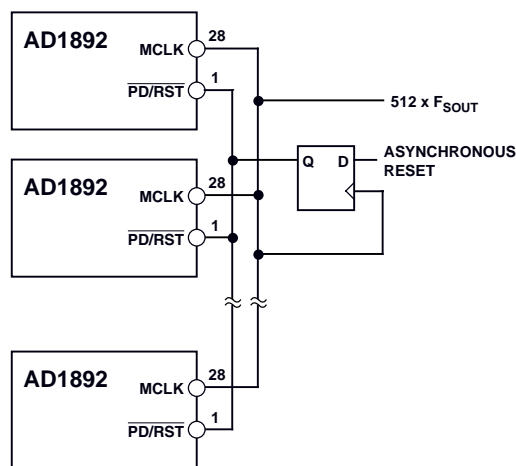 AD1892
MCLK
28
PD/RST
1
512 x FSOUT
Q D
ASYNCHRONOUS
RESET
AD1892
MCLK
28
PD/RST
1
AD1892
MCLK
28
PD/RST
1